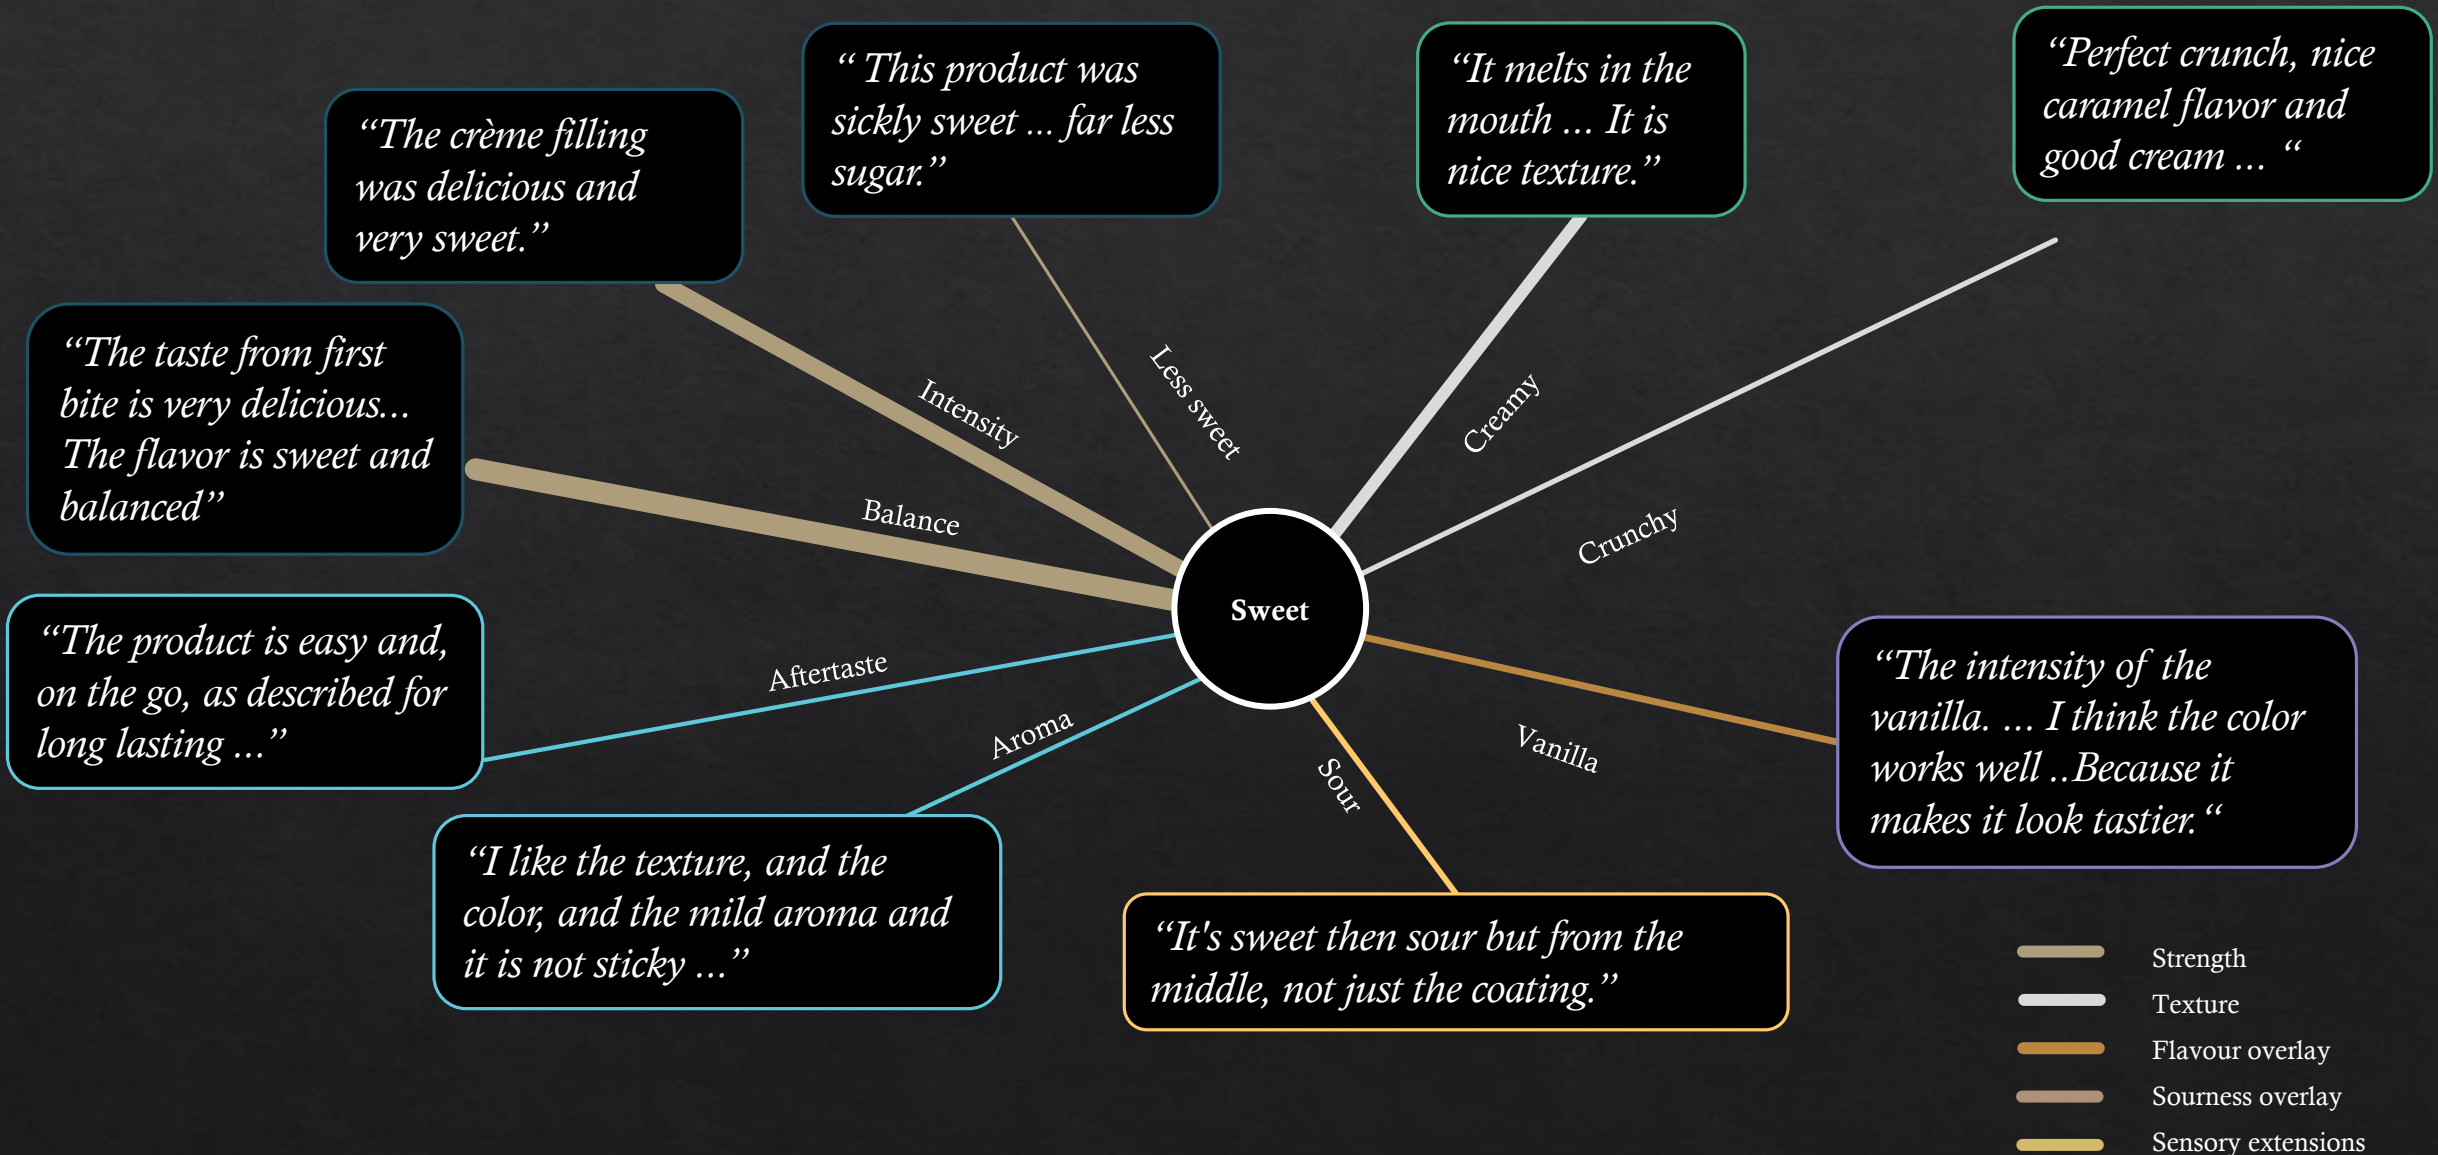 “Perfect crunch, nice
caramel flavor and
good cream ... “
“ This product was
sickly sweet ... far less
sugar.”
“It melts in the
mouth ... It is
nice texture.”
“The crème filling
was delicious and
very sweet.”
“The taste from first
bite is very delicious...
The flavor is sweet and
balanced”
Less sweet
Intensity
Creamy
Balance
Crunchy
Sweet
“The product is easy and,
on the go, as described for
long lasting ...”
Aftertaste
Aroma
Sour
Vanilla
“The intensity of the
vanilla. ... I think the color
works well ..Because it
makes it look tastier.“
“I like the texture, and the
color, and the mild aroma and
it is not sticky ...”
“It's sweet then sour but from the
middle, not just the coating.”
Strength
Texture
Flavour overlay
Sourness overlay
Sensory extensions